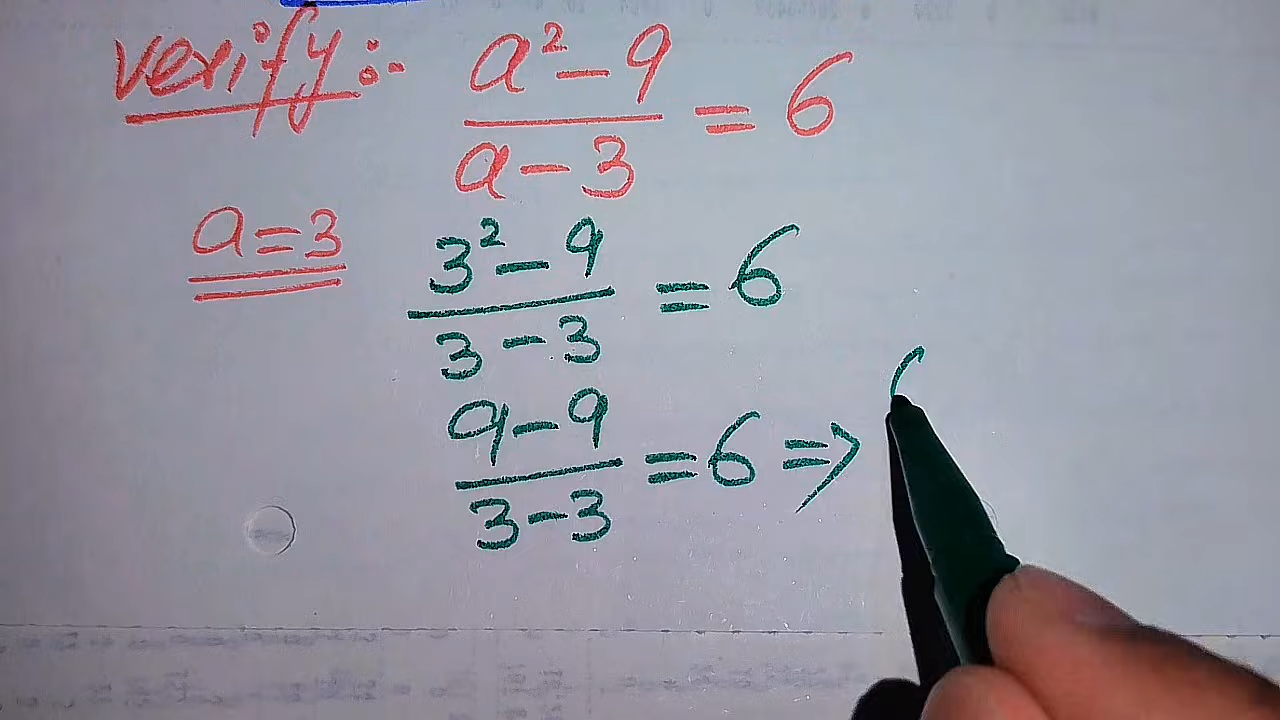 verify :-
a² - 9 / a - 3 = 6
a = 3
3² - 9 / 3 - 3 = 6
9 - 9 / 3 - 3 = 6 ⇒